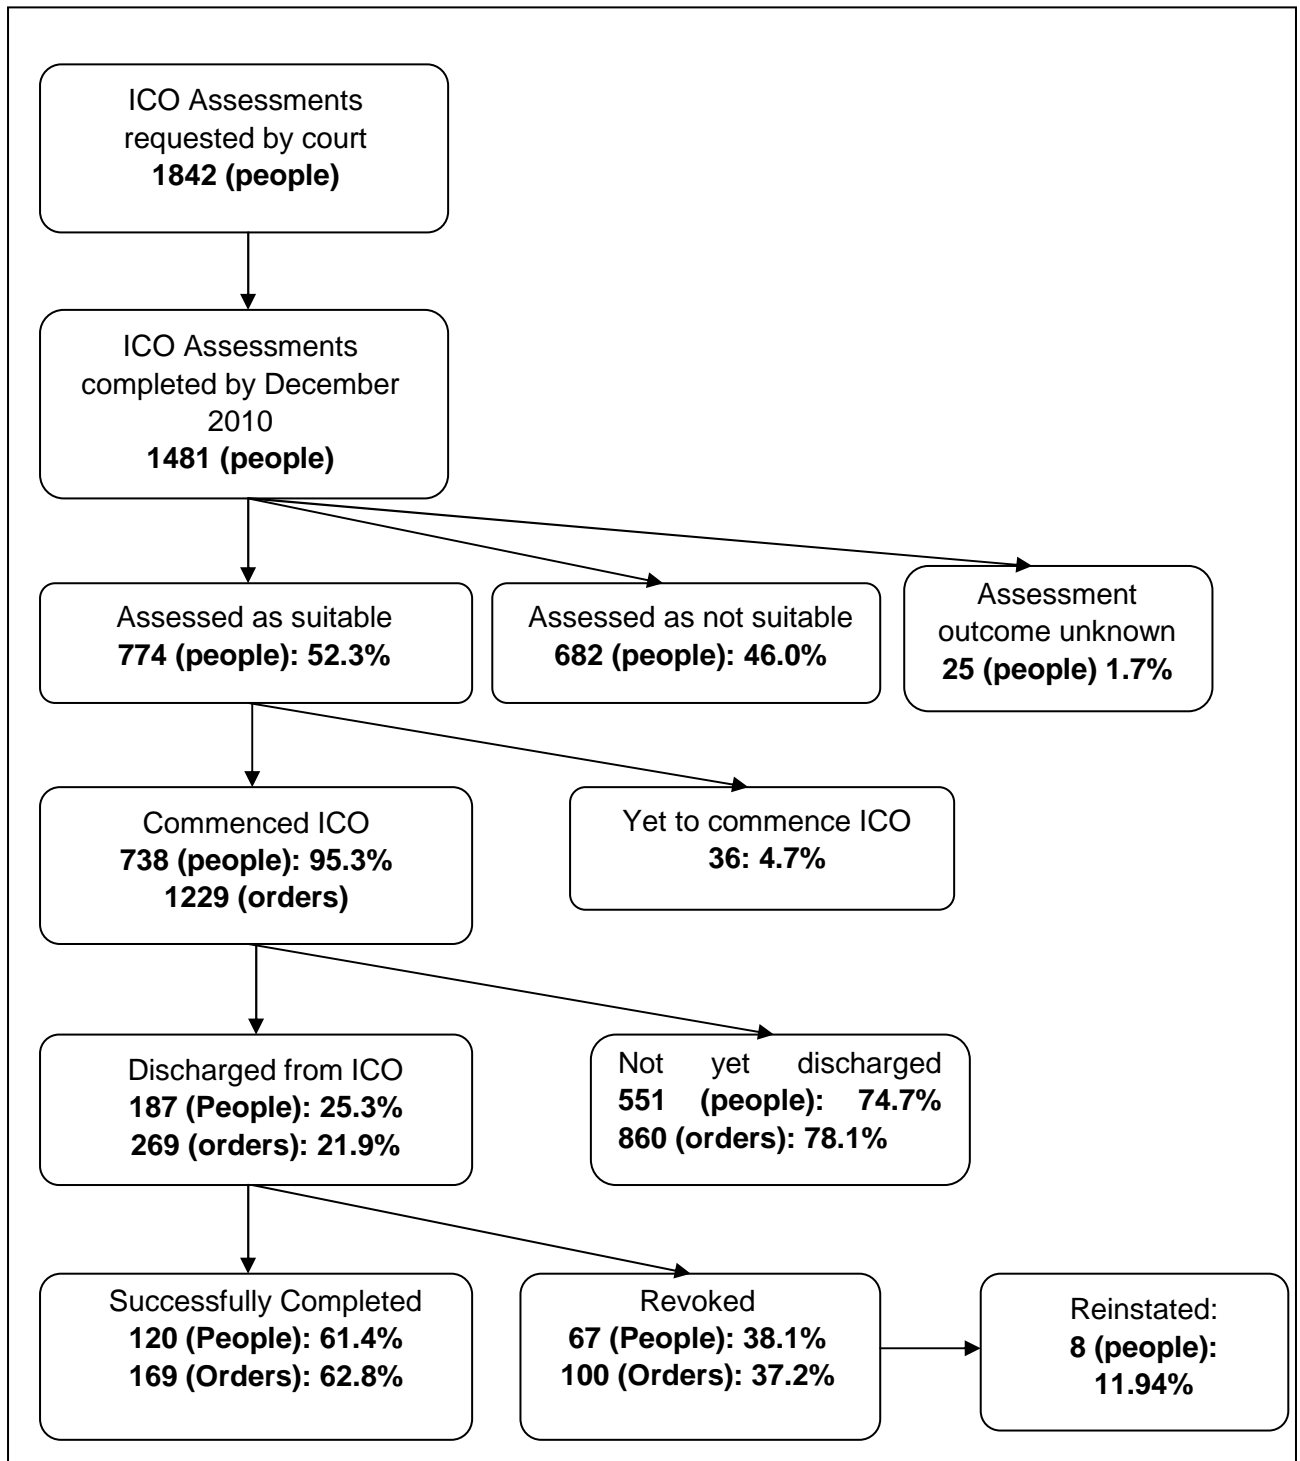 ICO Assessments
requested by court
1842 (people)
ICO Assessments
completed by December
2010
1481 (people)
Assessed as suitable
774 (people): 52.3%
Assessed as not suitable
682 (people): 46.0%
Assessment
outcome unknown
25 (people) 1.7%
Commenced ICO
738 (people): 95.3%
1229 (orders)
Yet to commence ICO
36: 4.7%
Discharged from ICO
187 (People): 25.3%
269 (orders): 21.9%
Not yet discharged
551 (people): 74.7%
860 (orders): 78.1%
Successfully Completed
120 (People): 61.4%
169 (Orders): 62.8%
Revoked
67 (People): 38.1%
100 (Orders): 37.2%
Reinstated:
8 (people):
11.94%